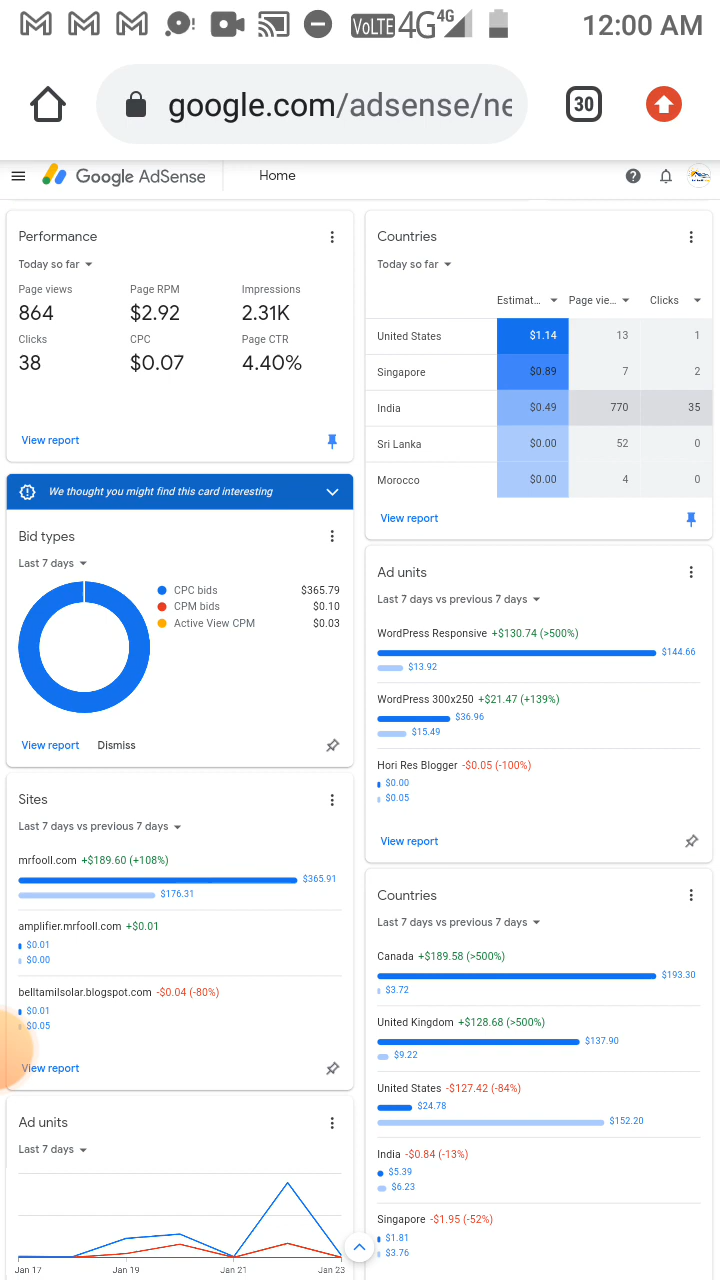 VoLTE 4G 4G 12:00 AM
google.com/adsense/ne
30
Google AdSense Home
Performance
Today so far
Page views Page RPM Impressions
864 $2.92 2.31K
Clicks CPC Page CTR
38 $0.07 4.40%
View report
We thought you might find this card interesting
Bid types
Last 7 days
CPC bids $365.79
CPM bids $0.10
Active View CPM $0.03
View report Dismiss
Sites
Last 7 days vs previous 7 days
mrfooll.com +$189.60 (+108%)
$365.91
$176.31
amplifier.mrfooll.com +$0.01
$0.01
$0.00
belltamilsolar.blogspot.com -$0.04 (-80%)
$0.01
$0.05
View report
Ad units
Last 7 days
Jan 17 Jan 19 Jan 21 Jan 23
Countries
Today so far
Estimat... Page vie... Clicks
United States $1.14 13 1
Singapore $0.89 7 2
India $0.49 770 35
Sri Lanka $0.00 52 0
Morocco $0.00 4 0
View report
Ad units
Last 7 days vs previous 7 days
WordPress Responsive +$130.74 (>500%)
$144.66
$13.92
WordPress 300x250 +$21.47 (+139%)
$36.96
$15.49
Hori Res Blogger -$0.05 (-100%)
$0.00
$0.05
View report
Countries
Last 7 days vs previous 7 days
Canada +$189.58 (>500%)
$193.30
$3.72
United Kingdom +$128.68 (>500%)
$137.90
$9.22
United States -$127.42 (-84%)
$24.78
$152.20
India -$0.84 (-13%)
$5.39
$6.23
Singapore -$1.95 (-52%)
$1.81
$3.76